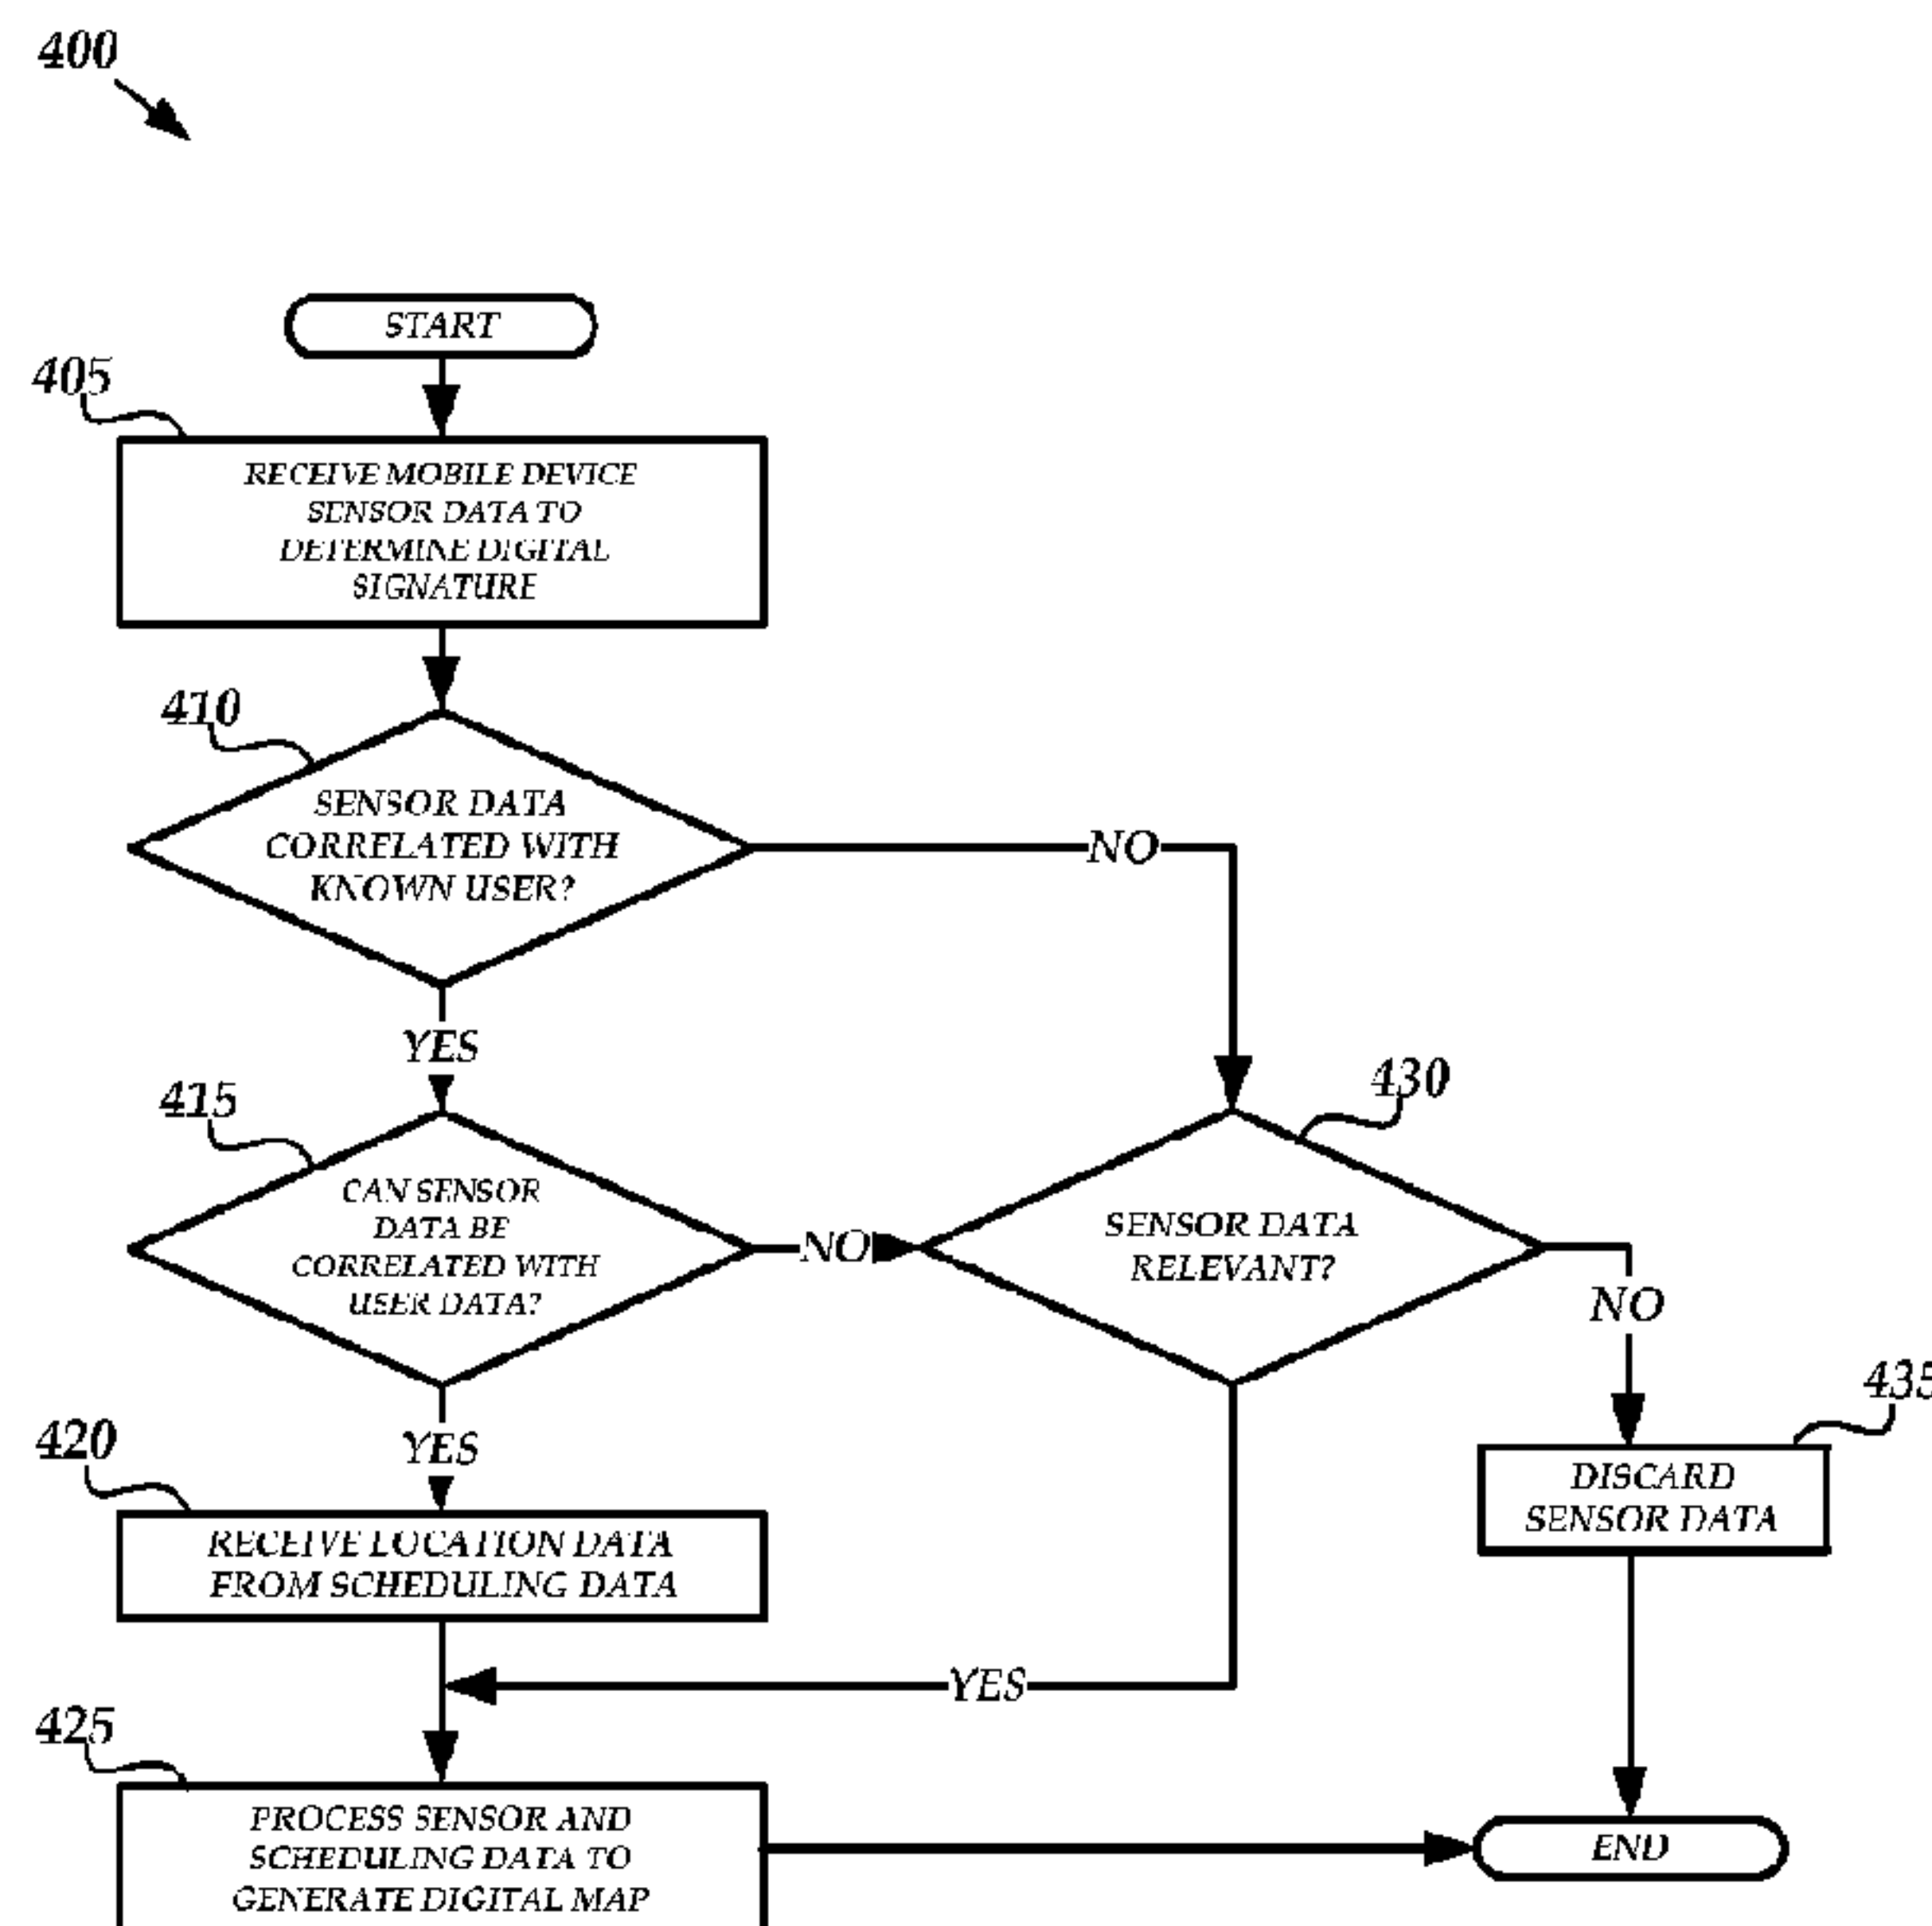 400
START
405
RECEIVE MOBILE DEVICE
SENSOR DATA TO
DETERMINE DIGITAL
SIGNATURE
410
SENSOR DATA
CORRELATED WITH
KNOWN USER?
NO
YES
415
430
CAN SENSOR
DATA BE
CORRELATED WITH
USER DATA?
NO
SENSOR DATA
RELEVANT?
NO
435
YES
420
DISCARD
SENSOR DATA
RECEIVE LOCATION DATA
FROM SCHEDULING DATA
YES
425
PROCESS SENSOR AND
SCHEDULING DATA TO
GENERATE DIGITAL MAP
END